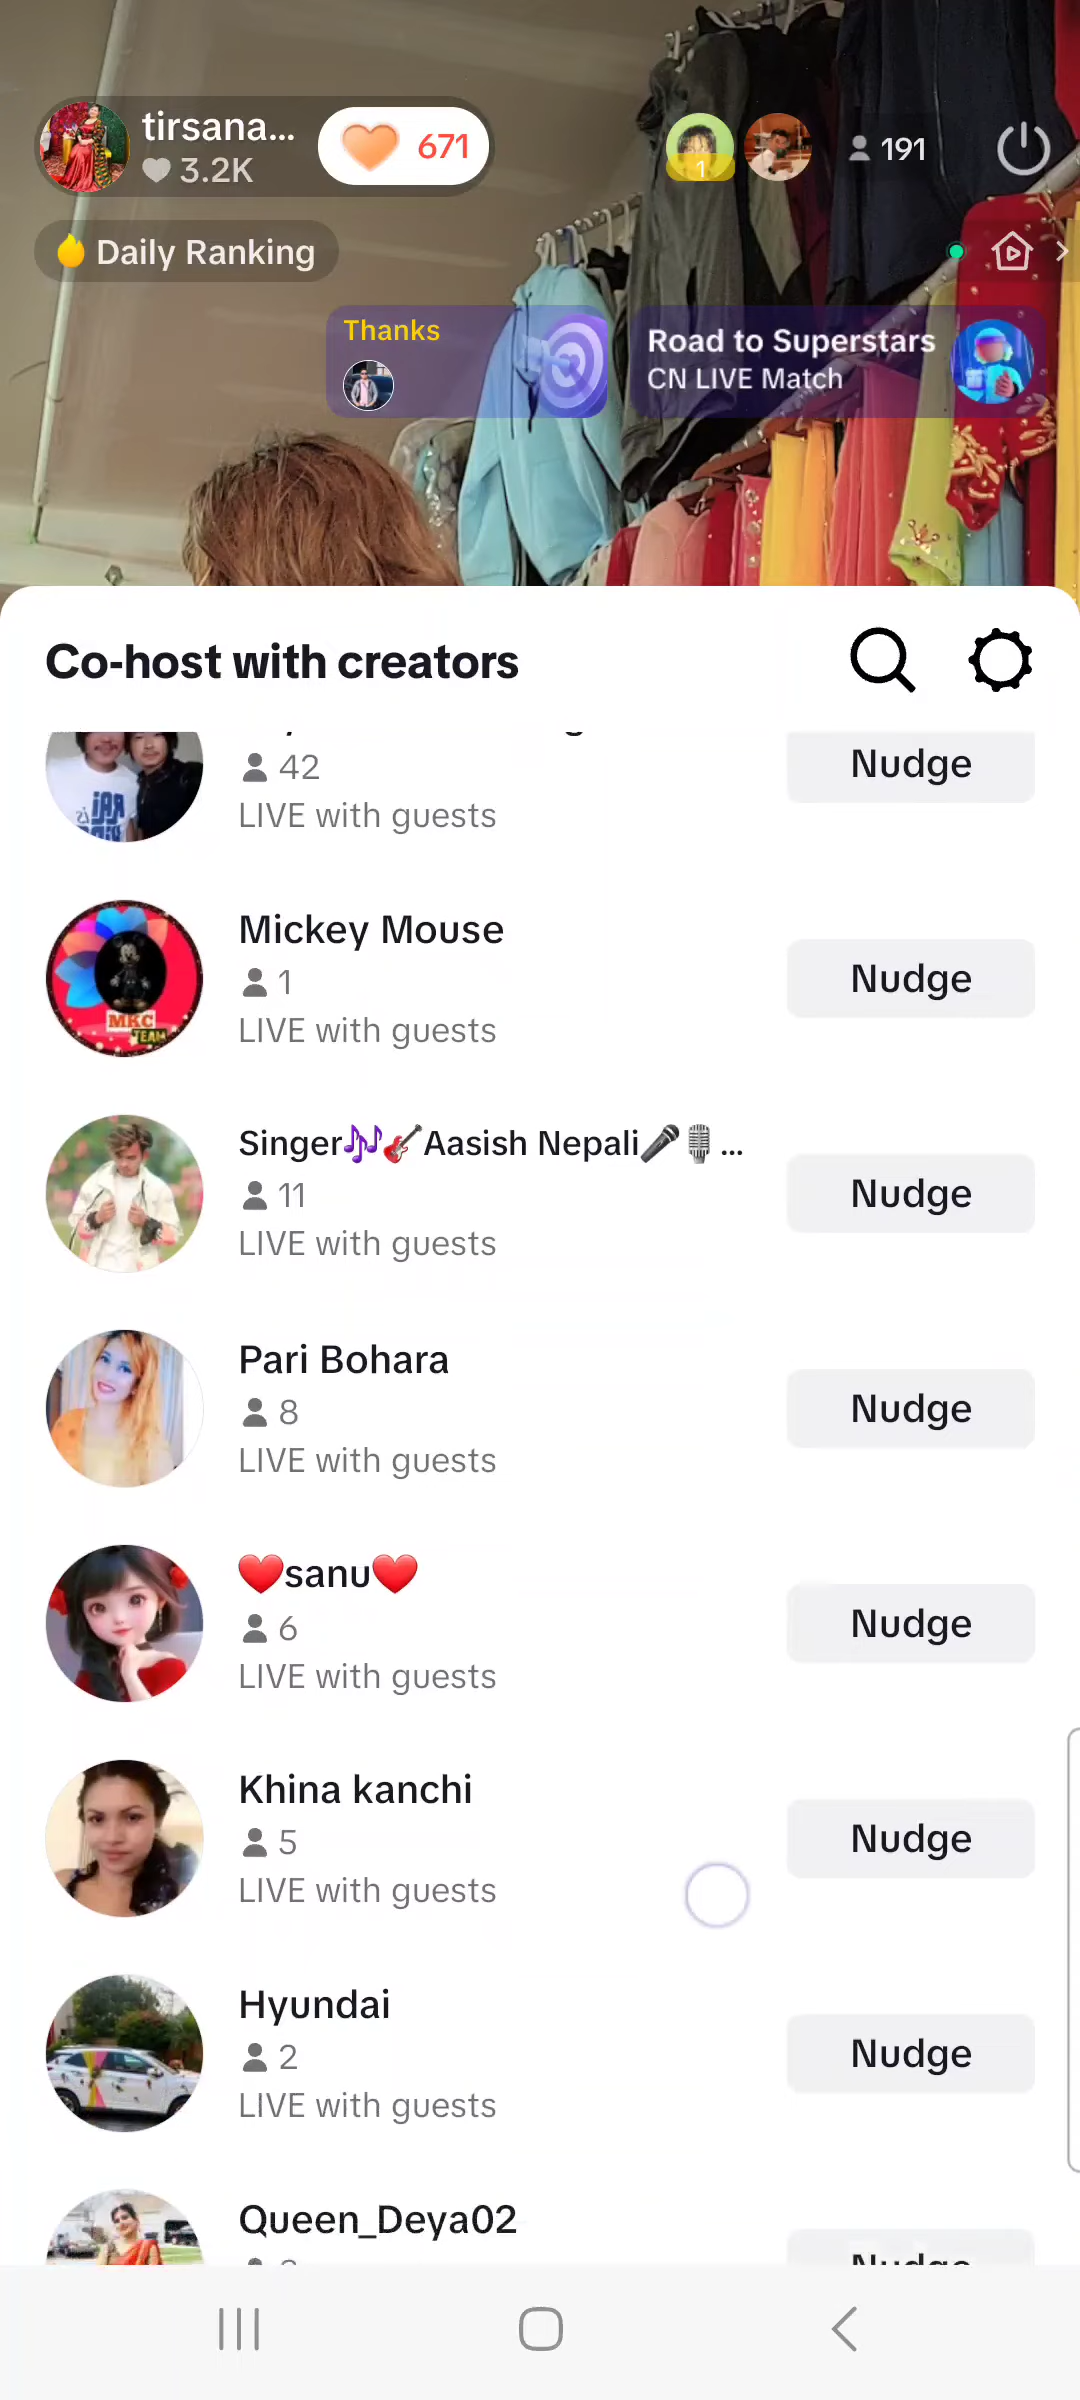 tirsana...
3.2K
671
1
191
Daily Ranking
Thanks
Road to Superstars
CN LIVE Match
Co-host with creators
42
LIVE with guests
Nudge
Mickey Mouse
1
LIVE with guests
Nudge
MKC
TEAM
Singer🎶🎸Aasish Nepali🎤🎙️...
11
LIVE with guests
Nudge
Pari Bohara
8
LIVE with guests
Nudge
❤️sanu❤️
6
LIVE with guests
Nudge
Khina kanchi
5
LIVE with guests
Nudge
Hyundai
2
LIVE with guests
Nudge
Queen_Deya02
Nudge